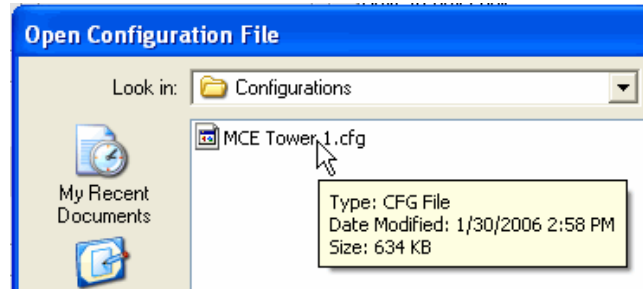 Open Configuration File
Look in:
Configurations
MCE Tower 1.cfg
My Recent
Documents
Type: CFG File
Date Modified: 1/30/2006 2:58 PM
Size: 634 KB